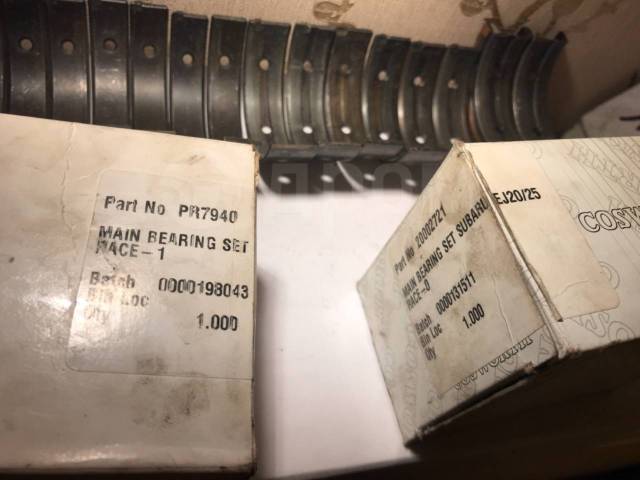 Part No PR7940
MAIN BEARING SET
RACE-1
Batch 0000198043
Bin Loc
Qty 1.000
Part No 20002721
MAIN BEARING SET SUBARU EJ20/25
RACE-0
Batch 0000131511
Bin Loc
Qty 1.000